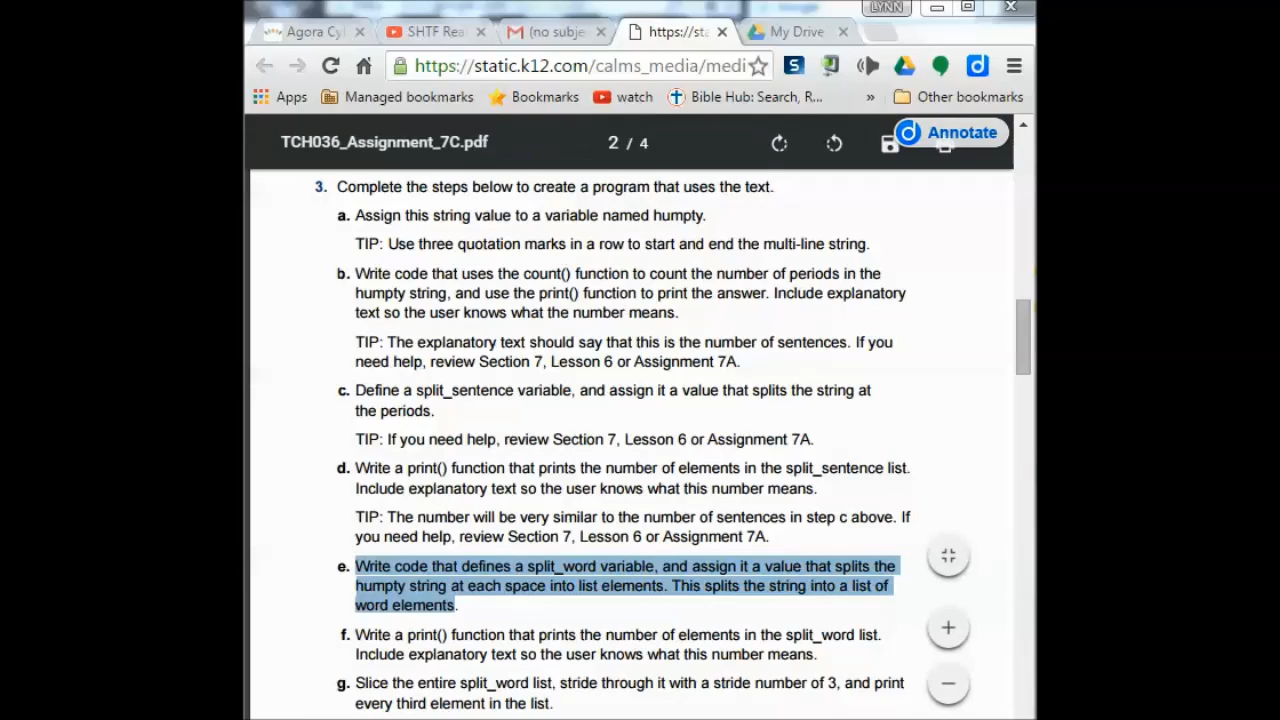 LYNN
Agora Cyl
SHTF Rea
(no subje
https://sta
My Drive
https://static.k12.com/calms_media/medi
Apps
Managed bookmarks
Bookmarks
watch
Bible Hub: Search, R...
»
Other bookmarks
TCH036_Assignment_7C.pdf
2 / 4
Annotate
3. Complete the steps below to create a program that uses the text.
a. Assign this string value to a variable named humpty.
TIP: Use three quotation marks in a row to start and end the multi-line string.
b. Write code that uses the count() function to count the number of periods in the
humpty string, and use the print() function to print the answer. Include explanatory
text so the user knows what the number means.
TIP: The explanatory text should say that this is the number of sentences. If you
need help, review Section 7, Lesson 6 or Assignment 7A.
c. Define a split_sentence variable, and assign it a value that splits the string at
the periods.
TIP: If you need help, review Section 7, Lesson 6 or Assignment 7A.
d. Write a print() function that prints the number of elements in the split_sentence list.
Include explanatory text so the user knows what this number means.
TIP: The number will be very similar to the number of sentences in step c above. If
you need help, review Section 7, Lesson 6 or Assignment 7A.
e. Write code that defines a split_word variable, and assign it a value that splits the
humpty string at each space into list elements. This splits the string into a list of
word elements.
f. Write a print() function that prints the number of elements in the split_word list.
Include explanatory text so the user knows what this number means.
g. Slice the entire split_word list, stride through it with a stride number of 3, and print
every third element in the list.